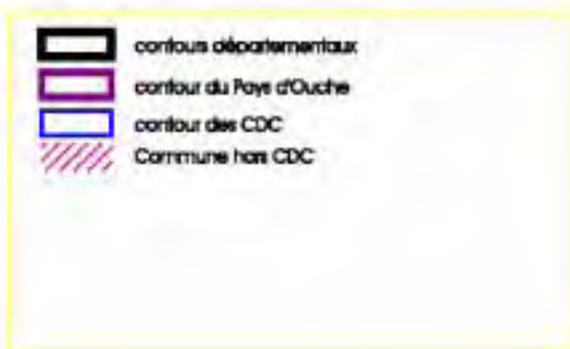 contours départementaux
contour du Pays d'Ouche
contour des CDC
Commune hors CDC